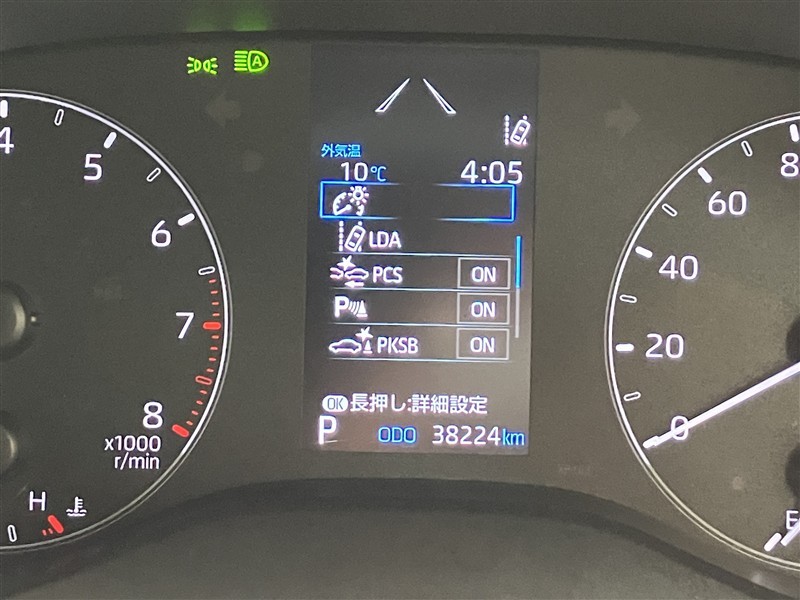 A
4
5
6
7
8
x1000
r/min
H
外気温
10℃ 4:05
LDA
PCS ON
P ON
PKSB ON
OK 長押し:詳細設定
P ODO 38224km
8
60
40
20
0
E